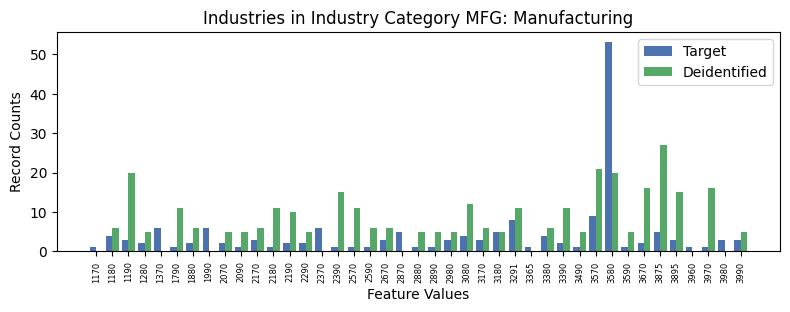 Industries in Industry Category MFG: Manufacturing
Target
Deidentified
Record Counts
50
40
30
20
10
0
1170 1180 1190 1280 1370 1790 1880 1990 2070 2090 2170 2180 2190 2290 2370 2390 2570 2590 2670 2870 2880 2890 2980 3080 3170 3180 3291 3365 3380 3390 3490 3570 3580 3590 3670 3875 3895 3960 3970 3980 3990
Feature Values